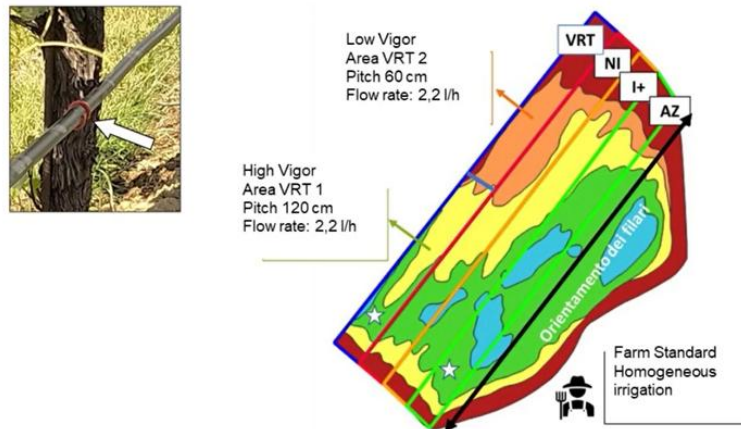 Low Vigor
Area VRT 2
Pitch 60 cm
Flow rate: 2,2 l/h
High Vigor
Area VRT 1
Pitch 120 cm
Flow rate: 2,2 l/h
VRT
NI
I+
AZ
Orientamento dei filari
Farm Standard
Homogeneous
irrigation